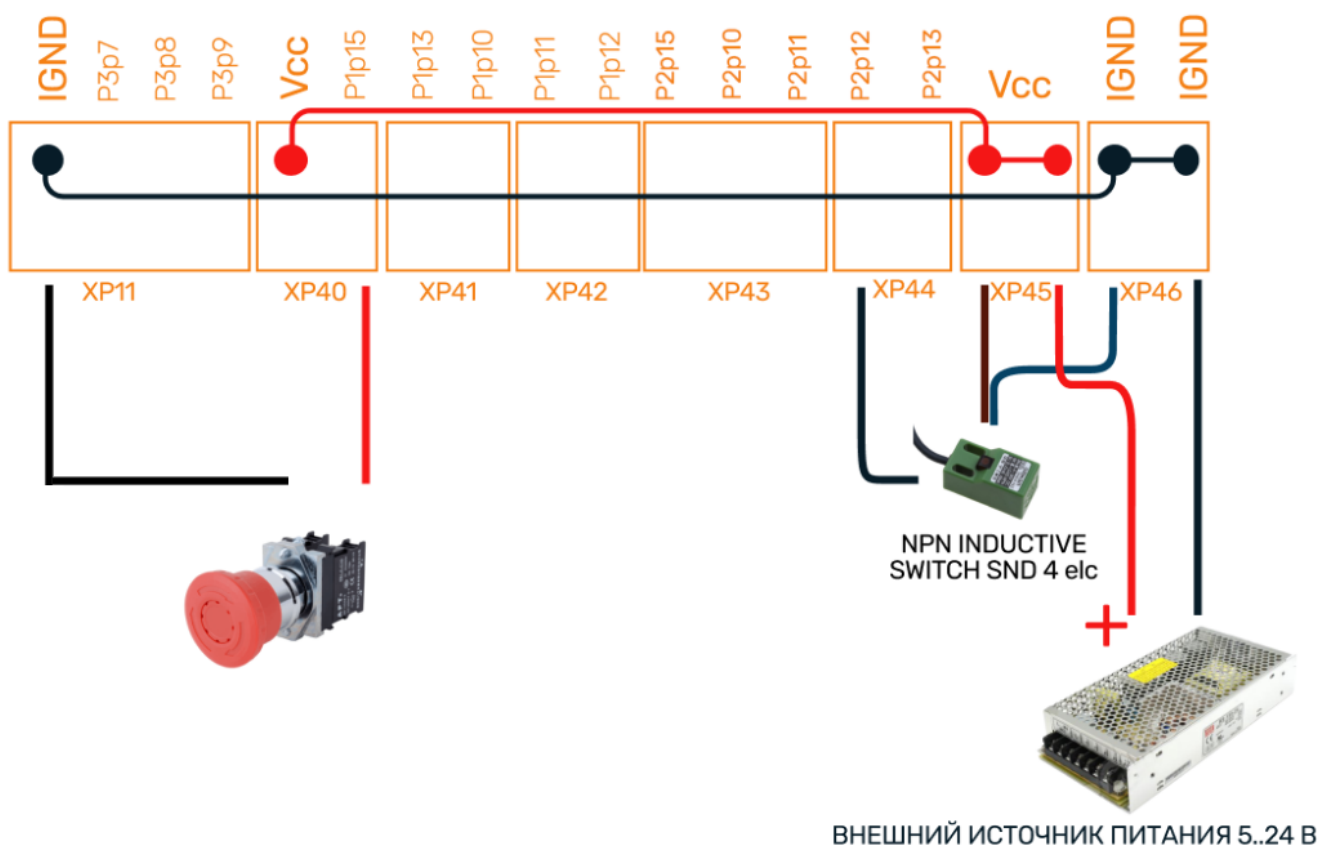 IGND
P3p7
P3p8
P3p9
Vcc
P1p15
P1p13
P1p10
P1p11
P1p12
P2p15
P2p10
P2p11
P2p12
P2p13
Vcc
IGND
IGND
XP11
XP40
XP41
XP42
XP43
XP44
XP45
XP46
NPN INDUCTIVE
SWITCH SND 4 elc
+
ВНЕШНИЙ ИСТОЧНИК ПИТАНИЯ 5..24 В